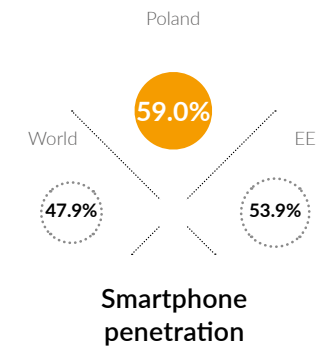 Poland
59.0%
World
EE
47.9%
53.9%
Smartphone
penetration